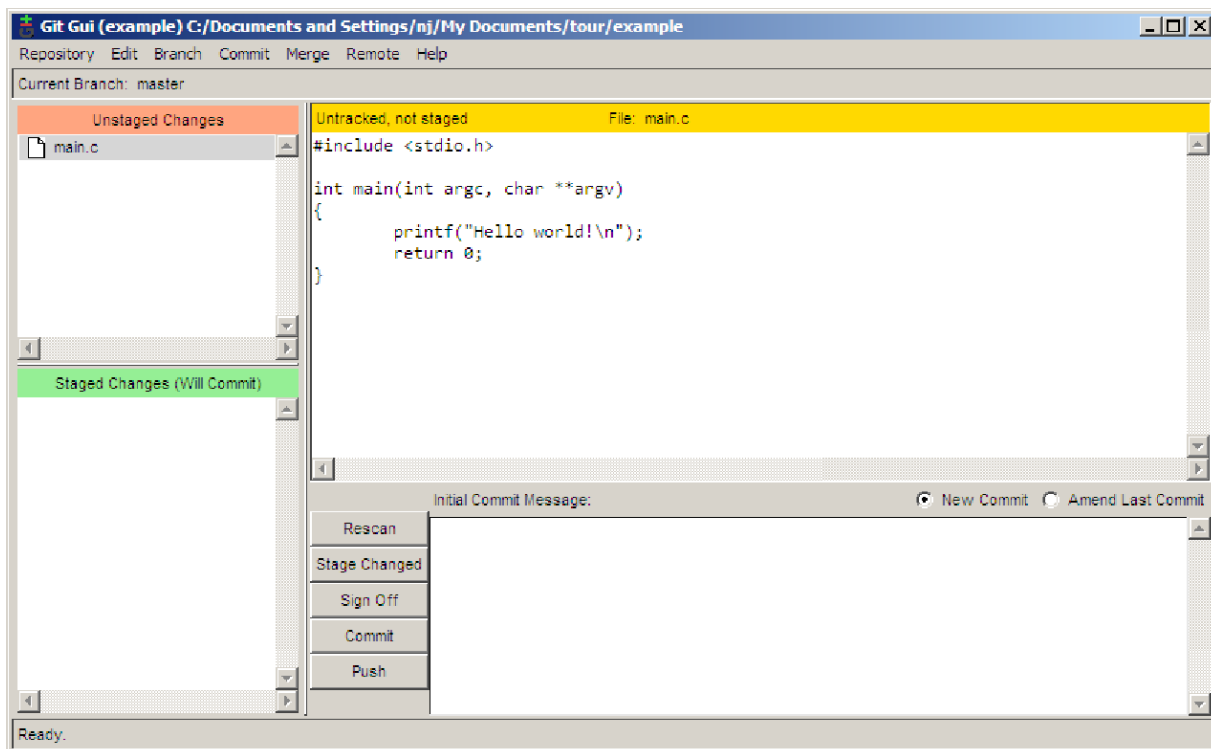 Git Gui (example) C:/Documents and Settings/nj/My Documents/tour/example
Repository Edit Branch Commit Merge Remote Help
Current Branch: master
Unstaged Changes
main.c
Untracked, not staged File: main.c
#include <stdio.h>
int main(int argc, char **argv)
{
printf("Hello world!\n");
return 0;
}
Staged Changes (Will Commit)
Initial Commit Message: New Commit Amend Last Commit
Rescan
Stage Changed
Sign Off
Commit
Push
Ready.